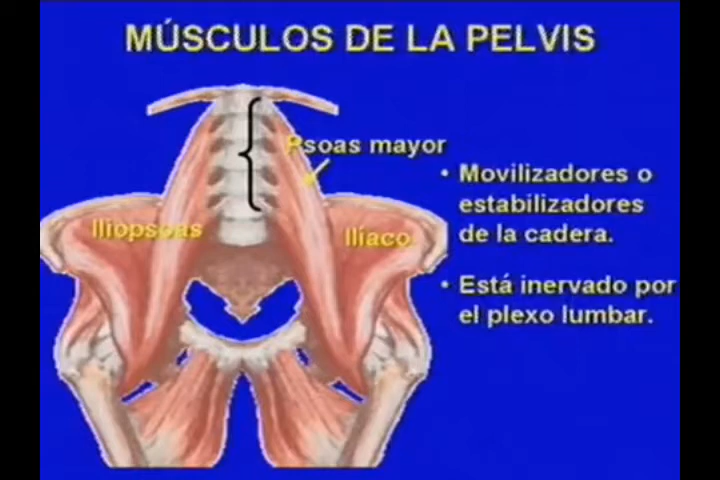 MÚSCULOS DE LA PELVIS
Psoas mayor
Iliopsoas
Ilíaco
• Movilizadores o
estabilizadores
de la cadera.
• Está inervado por
el plexo lumbar.